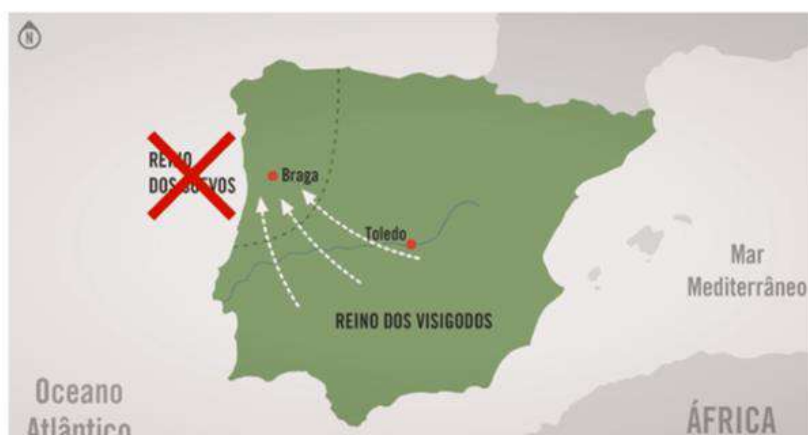 N
REINO
DOS SUEVOS
Braga
Toledo
Mar
Mediterrâneo
REINO DOS VISIGODOS
Oceano
Atlântico
ÁFRICA